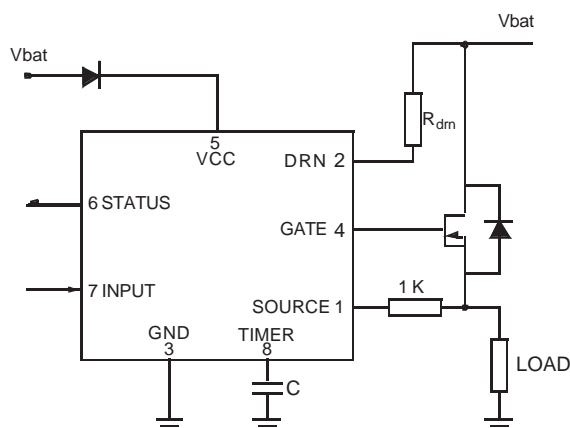 Vbat
Vbat
Rdrn
5
VCC
DRN 2
6 STATUS
GATE 4
7 INPUT
1 K
SOURCE 1
GND
3
TIMER
8
C
LOAD